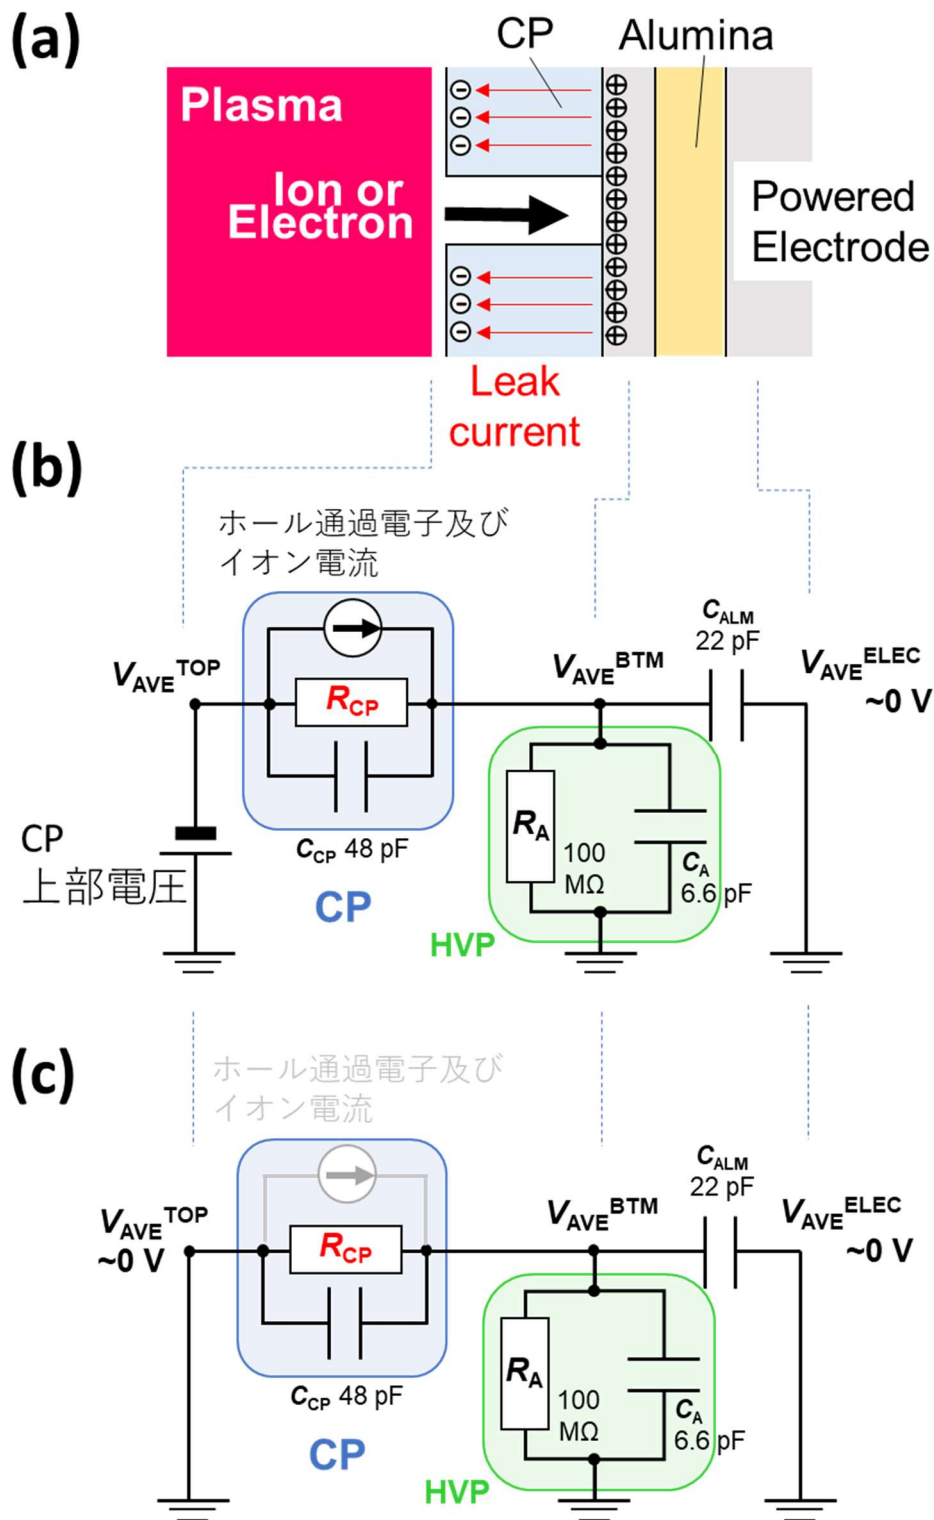 (a)
CP
Alumina
Plasma
Ion or
Electron
Powered
Electrode
Leak
current
(b)
ホール通過電子及び
イオン電流
V_AVE^TOP
R_CP
C_CP 48 pF
CP
V_AVE^BTM
C_ALM
22 pF
V_AVE^ELEC
~0 V
CP
上部電圧
R_A
100
MΩ
C_A
6.6 pF
HVP
(c)
ホール通過電子及び
イオン電流
V_AVE^TOP
~0 V
R_CP
C_CP 48 pF
CP
V_AVE^BTM
C_ALM
22 pF
V_AVE^ELEC
~0 V
R_A
100
MΩ
C_A
6.6 pF
HVP